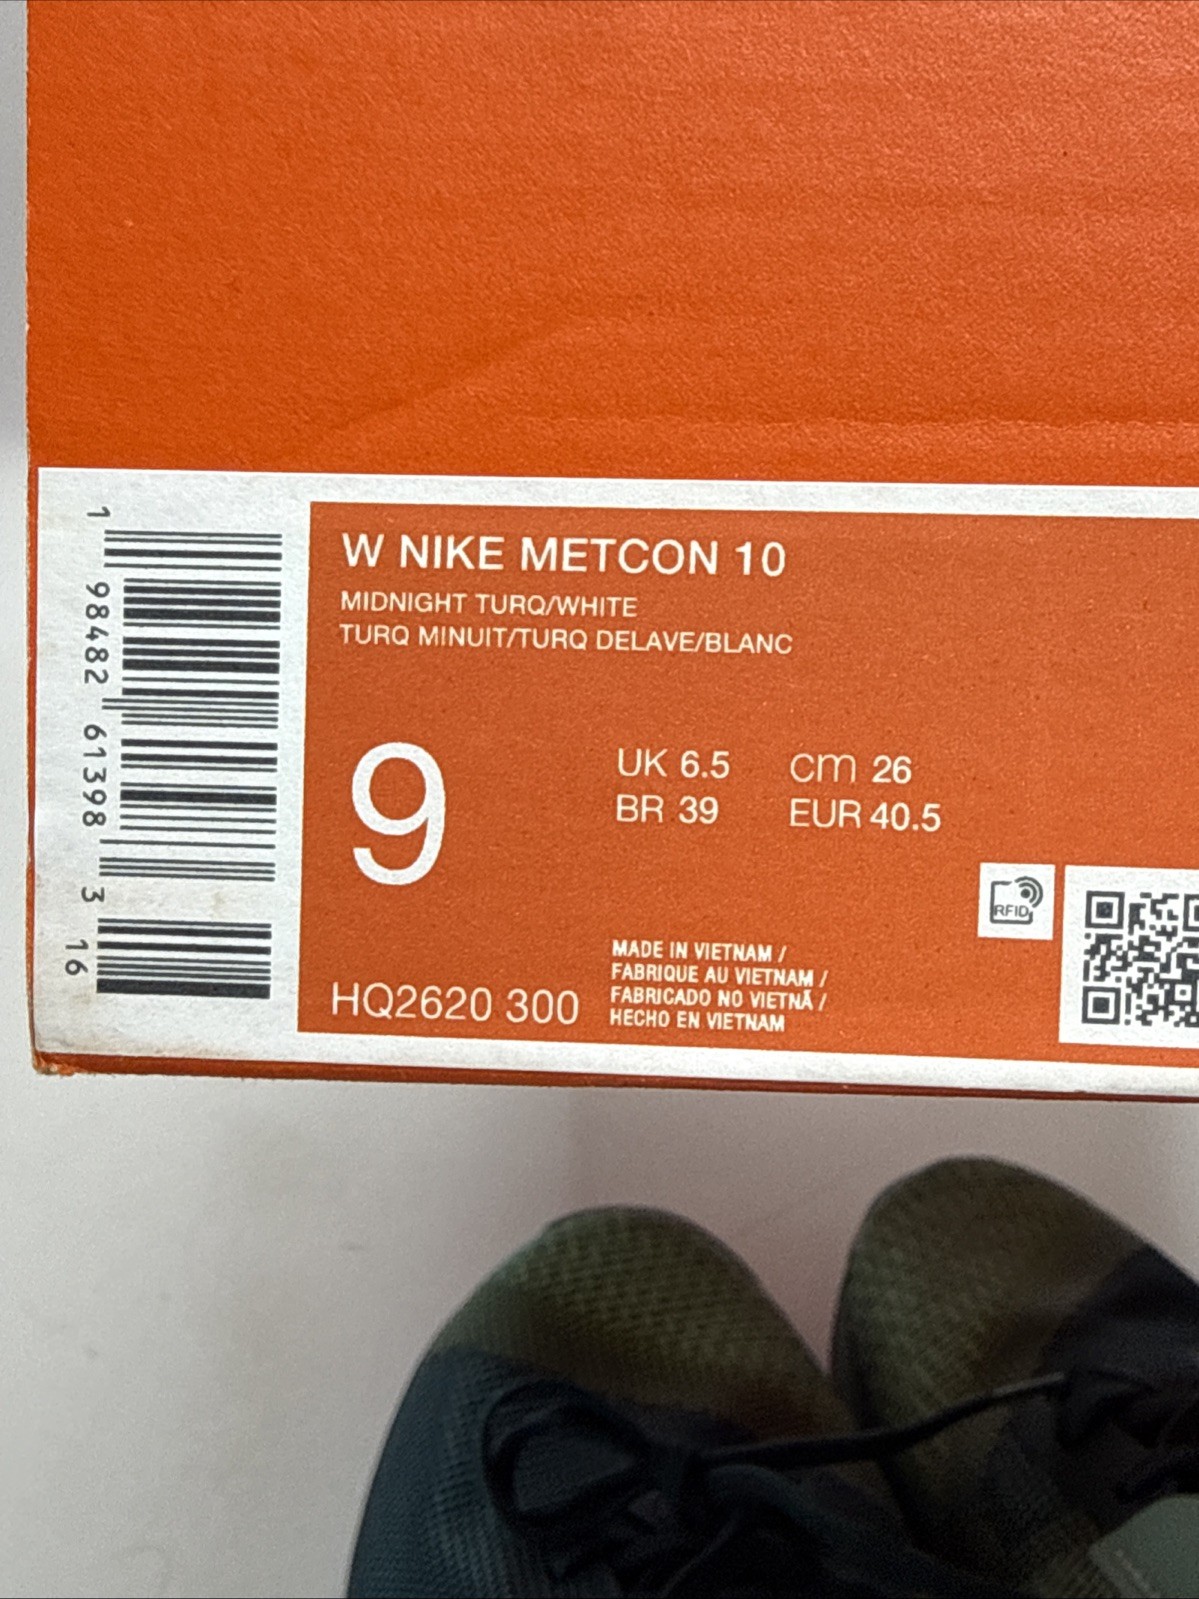 W NIKE METCON 10
MIDNIGHT TURQ/WHITE
TURQ MINUIT/TURQ DELAVE/BLANC
9
UK 6.5 cm 26
BR 39 EUR 40.5
RFID
MADE IN VIETNAM /
FABRIQUE AU VIETNAM /
FABRICADO NO VIETNÃ /
HECHO EN VIETNAM
HQ2620 300
1 98482 61398 3 16